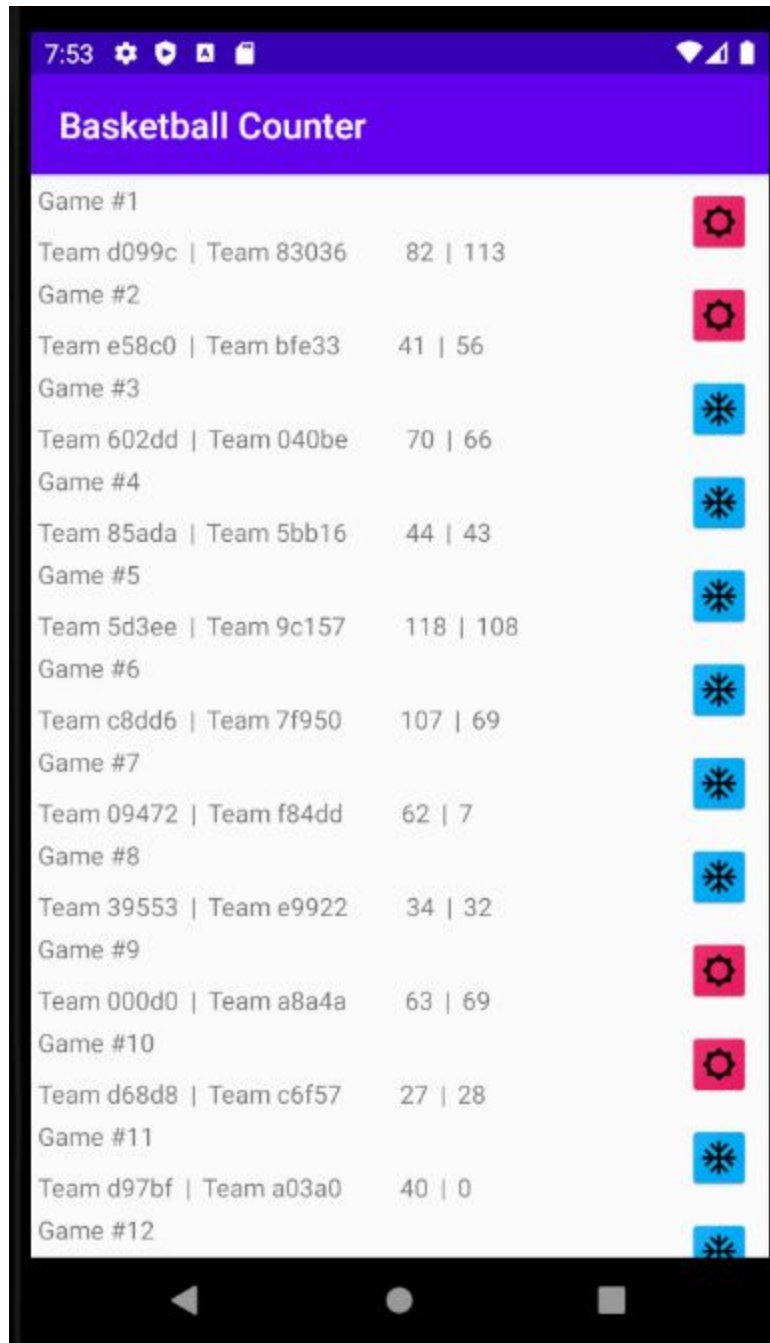 7:53
Basketball Counter
Game #1
Team d099c | Team 83036 82 | 113
Game #2
Team e58c0 | Team bfe33 41 | 56
Game #3
Team 602dd | Team 040be 70 | 66
Game #4
Team 85ada | Team 5bb16 44 | 43
Game #5
Team 5d3ee | Team 9c157 118 | 108
Game #6
Team c8dd6 | Team 7f950 107 | 69
Game #7
Team 09472 | Team f84dd 62 | 7
Game #8
Team 39553 | Team e9922 34 | 32
Game #9
Team 000d0 | Team a8a4a 63 | 69
Game #10
Team d68d8 | Team c6f57 27 | 28
Game #11
Team d97bf | Team a03a0 40 | 0
Game #12